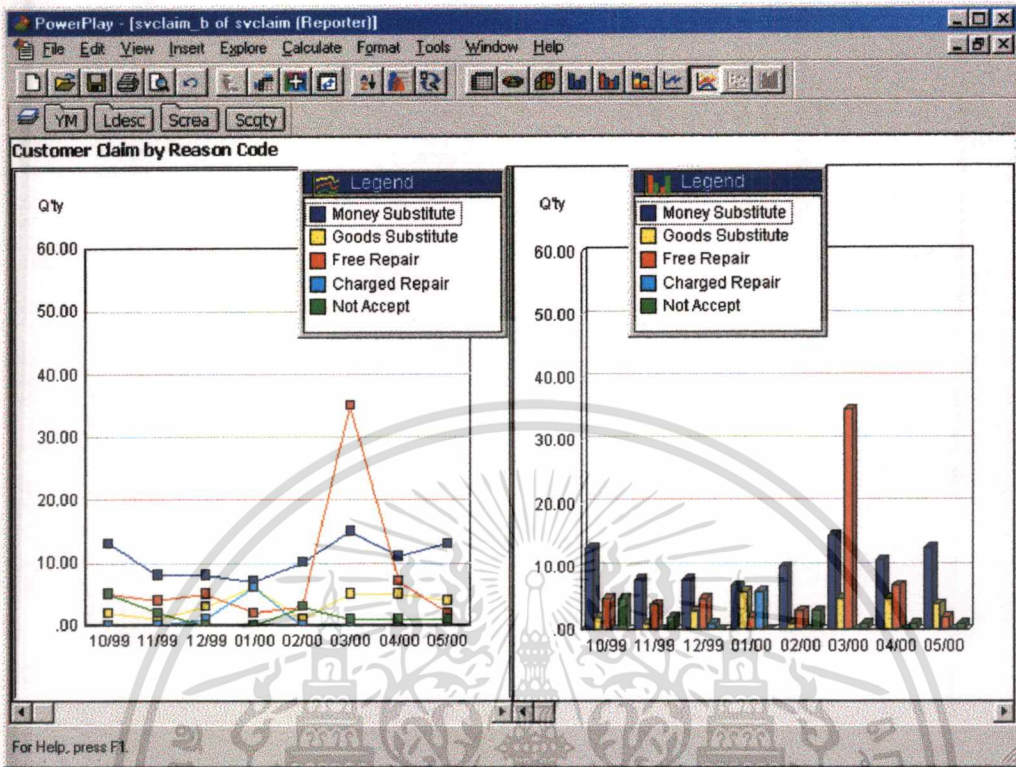 PowerPlay - [svclaim_b of svclaim (Reporter)]
File Edit View Insert Explore Calculate Format Tools Window Help
YM Ldesc Screa Scqty
Customer Claim by Reason Code
Q'ty
Legend
Money Substitute
Goods Substitute
Free Repair
Charged Repair
Not Accept
60.00
50.00
40.00
30.00
20.00
10.00
.00
10/99 11/99 12/99 01/00 02/00 03/00 04/00 05/00
Q'ty
Legend
Money Substitute
Goods Substitute
Free Repair
Charged Repair
Not Accept
60.00
50.00
40.00
30.00
20.00
10.00
.00
10/99 11/99 12/99 01/00 02/00 03/00 04/00 05/00
For Help, press F1.